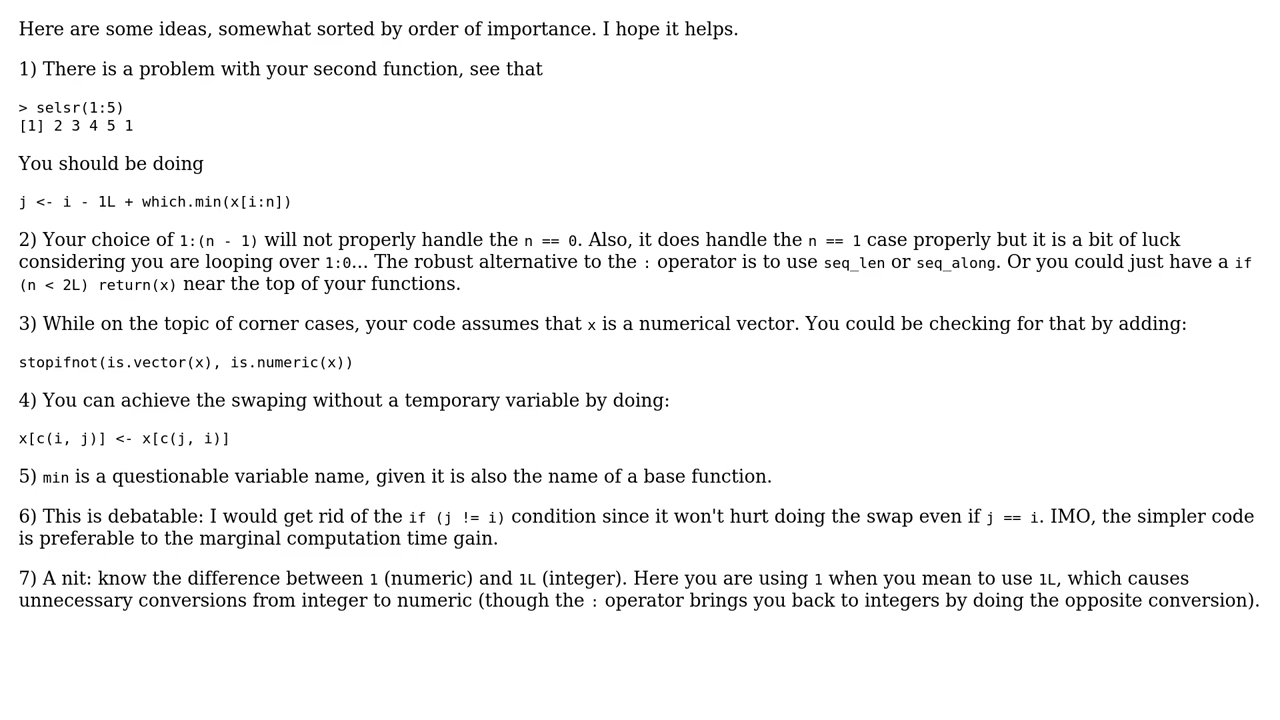 Here are some ideas, somewhat sorted by order of importance. I hope it helps.
1) There is a problem with your second function, see that
> selsr(1:5)
[1] 2 3 4 5 1
You should be doing
j <- i - 1L + which.min(x[i:n])
2) Your choice of 1:(n - 1) will not properly handle the n == 0. Also, it does handle the n == 1 case properly but it is a bit of luck
considering you are looping over 1:0... The robust alternative to the : operator is to use seq_len or seq_along. Or you could just have a if
(n < 2L) return(x) near the top of your functions.
3) While on the topic of corner cases, your code assumes that x is a numerical vector. You could be checking for that by adding:
stopifnot(is.vector(x), is.numeric(x))
4) You can achieve the swaping without a temporary variable by doing:
x[c(i, j)] <- x[c(j, i)]
5) min is a questionable variable name, given it is also the name of a base function.
6) This is debatable: I would get rid of the if (j != i) condition since it won't hurt doing the swap even if j == i. IMO, the simpler code
is preferable to the marginal computation time gain.
7) A nit: know the difference between 1 (numeric) and 1L (integer). Here you are using 1 when you mean to use 1L, which causes
unnecessary conversions from integer to numeric (though the : operator brings you back to integers by doing the opposite conversion).